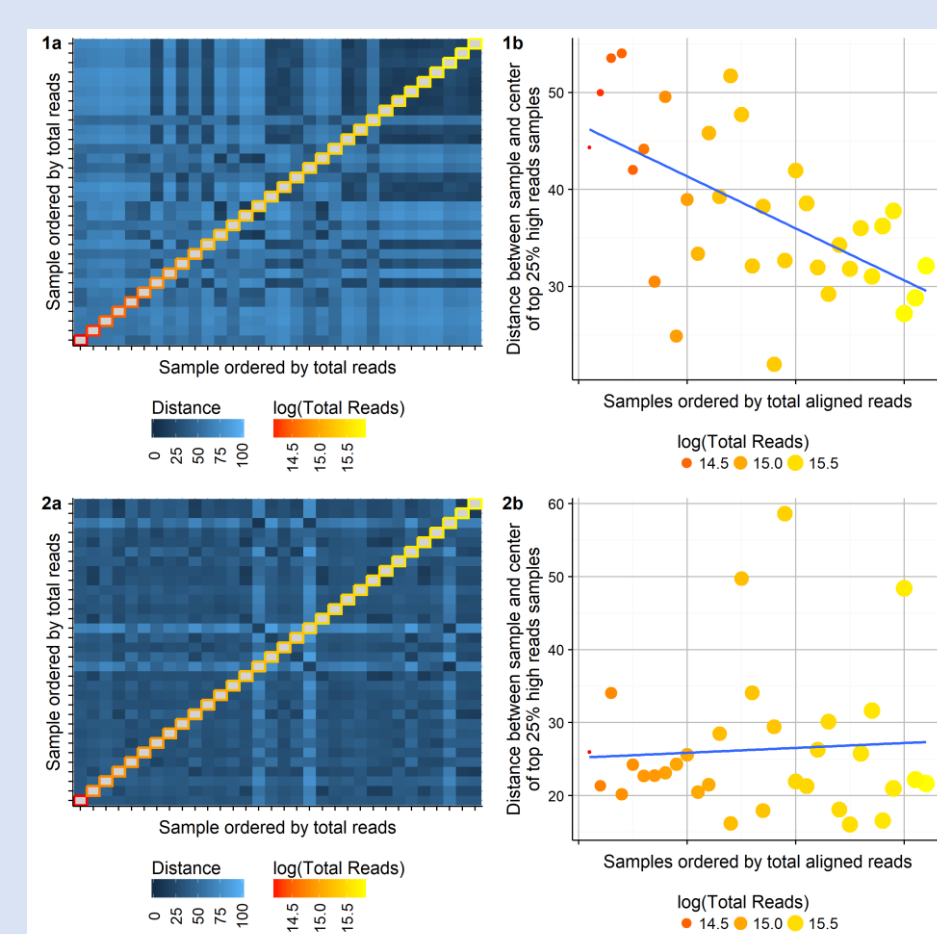 1a
Sample ordered by total reads
Sample ordered by total reads
Distance
0 25 50 75 100
log(Total Reads)
14.5 15.0 15.5
1b
Distance between sample and center
of top 25% high reads samples
50
40
30
Samples ordered by total aligned reads
log(Total Reads)
14.5 15.0 15.5
2a
Sample ordered by total reads
Sample ordered by total reads
Distance
0 25 50 75 100
log(Total Reads)
14.5 15.0 15.5
2b
Distance between sample and center
of top 25% high reads samples
60
50
40
30
20
Samples ordered by total aligned reads
log(Total Reads)
14.5 15.0 15.5